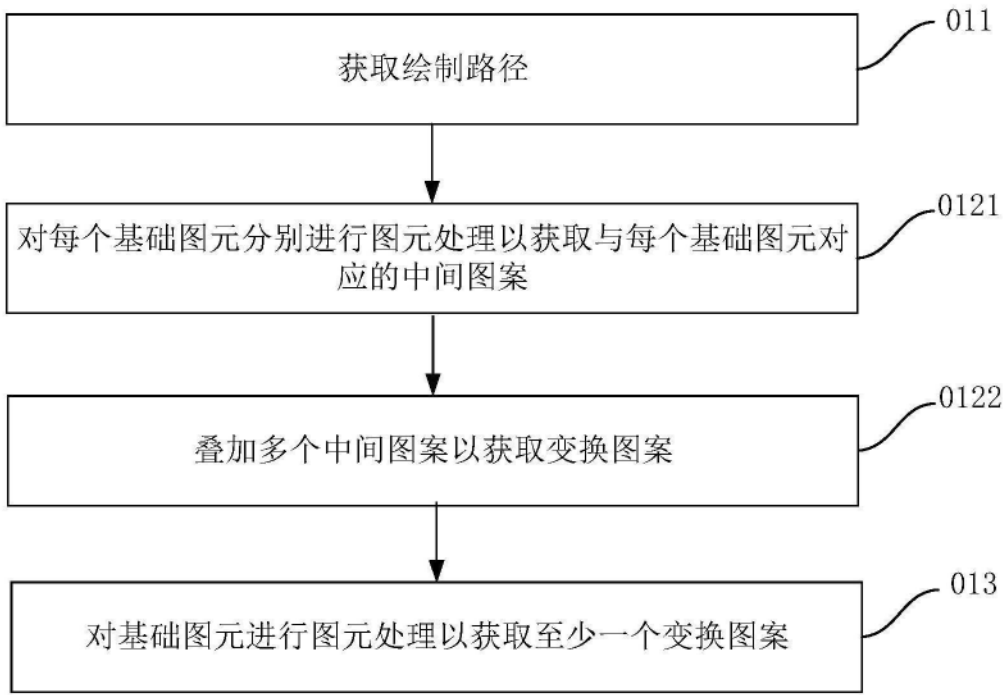 获取绘制路径
011
对每个基础图元分别进行图元处理以获取与每个基础图元对
应的中间图案
0121
叠加多个中间图案以获取变换图案
0122
对基础图元进行图元处理以获取至少一个变换图案
013